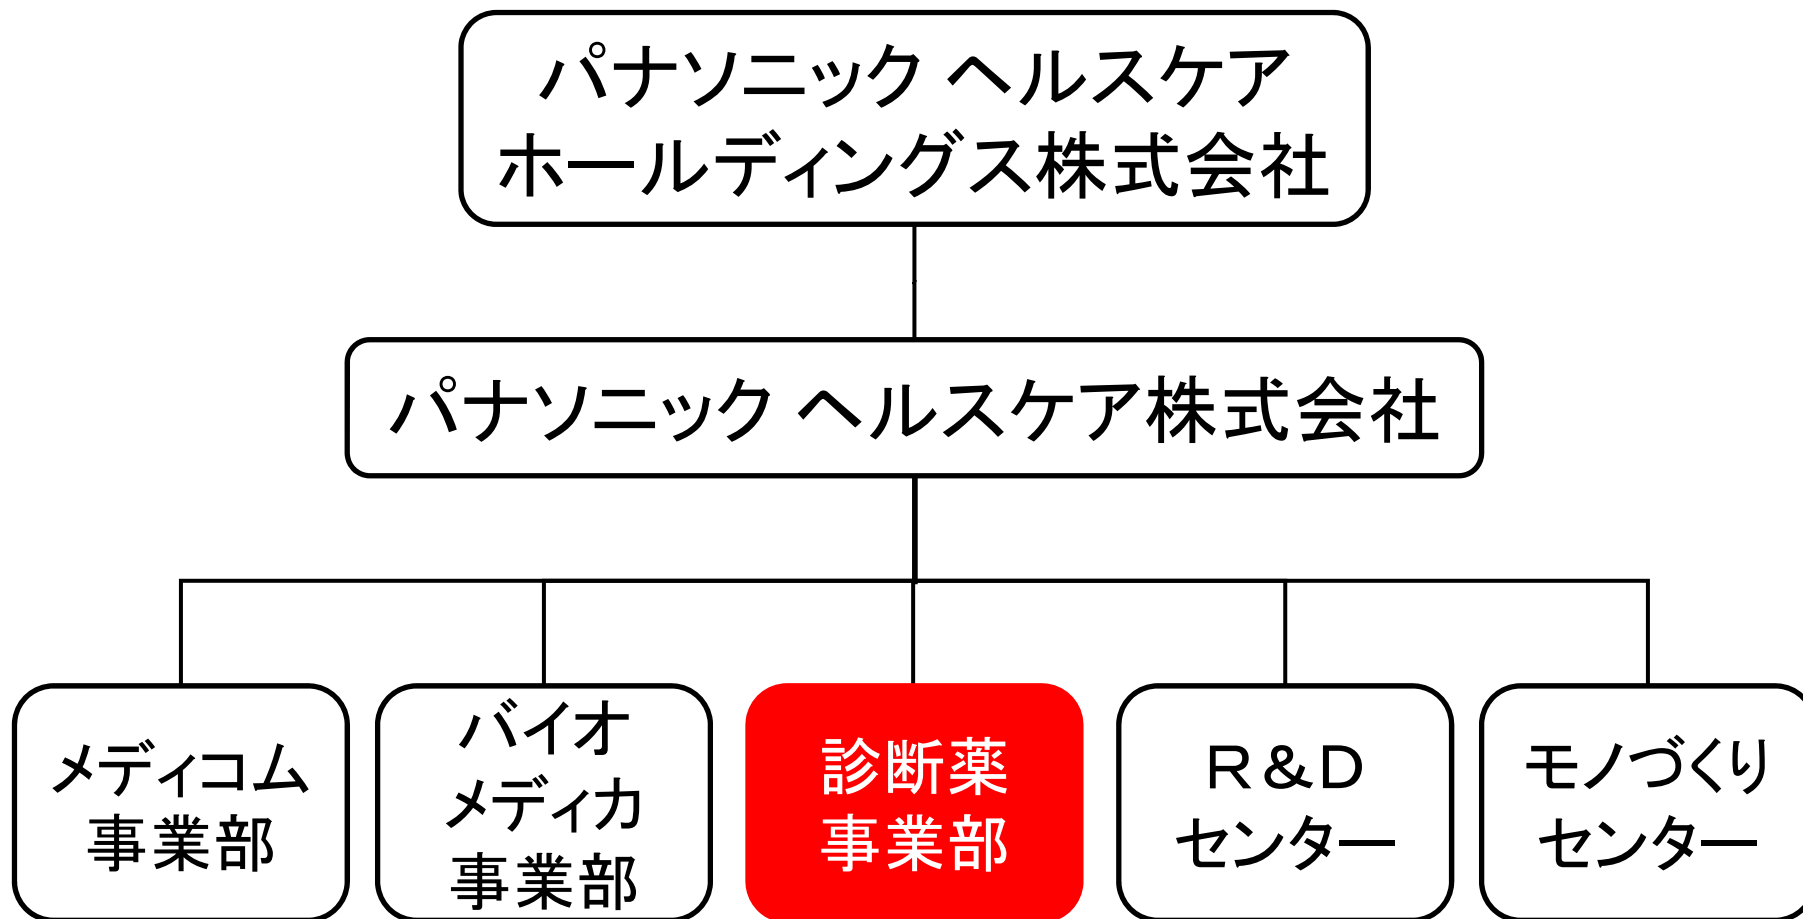 パナソニック ヘルスケア
ホールディングス株式会社
パナソニック ヘルスケア株式会社
メディコム
事業部
バイオ
メディカ
事業部
診断薬
事業部
Ｒ＆Ｄ
センター
モノづくり
センター